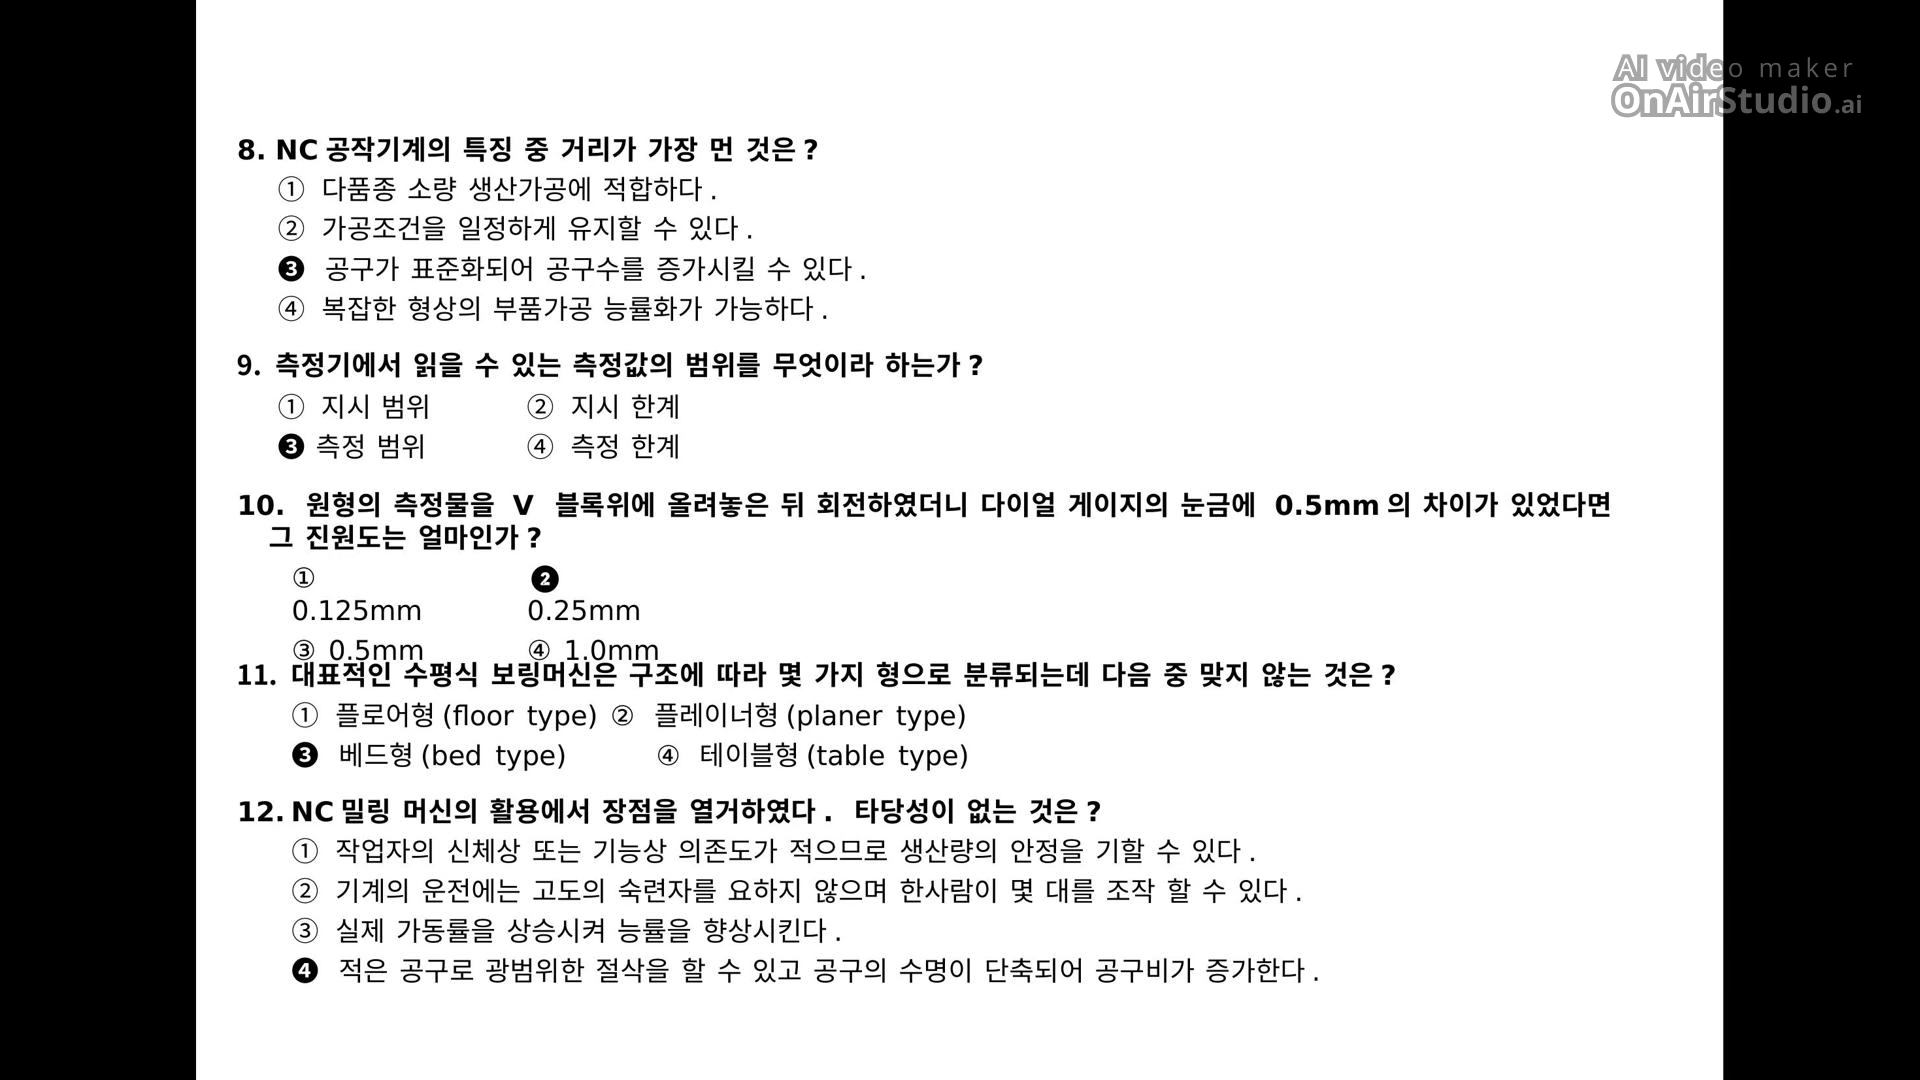 AI video maker
OnAirStudio.ai
8. NC 공작기계의 특징 중 거리가 가장 먼 것은 ?
① 다품종 소량 생산가공에 적합하다 .
② 가공조건을 일정하게 유지할 수 있다 .
❸ 공구가 표준화되어 공구수를 증가시킬 수 있다 .
④ 복잡한 형상의 부품가공 능률화가 가능하다 .
9. 측정기에서 읽을 수 있는 측정값의 범위를 무엇이라 하는가 ?
① 지시 범위 ② 지시 한계
❸ 측정 범위 ④ 측정 한계
10. 원형의 측정물을 V 블록위에 올려놓은 뒤 회전하였더니 다이얼 게이지의 눈금에 0.5mm 의 차이가 있었다면
그 진원도는 얼마인가 ?
① ❷
0.125mm 0.25mm
③ 0.5mm ④ 1.0mm
11. 대표적인 수평식 보링머신은 구조에 따라 몇 가지 형으로 분류되는데 다음 중 맞지 않는 것은 ?
① 플로어형 (floor type) ② 플레이너형 (planer type)
❸ 베드형 (bed type) ④ 테이블형 (table type)
12. NC 밀링 머신의 활용에서 장점을 열거하였다 . 타당성이 없는 것은 ?
① 작업자의 신체상 또는 기능상 의존도가 적으므로 생산량의 안정을 기할 수 있다 .
② 기계의 운전에는 고도의 숙련자를 요하지 않으며 한사람이 몇 대를 조작 할 수 있다 .
③ 실제 가동률을 상승시켜 능률을 향상시킨다 .
❹ 적은 공구로 광범위한 절삭을 할 수 있고 공구의 수명이 단축되어 공구비가 증가한다 .